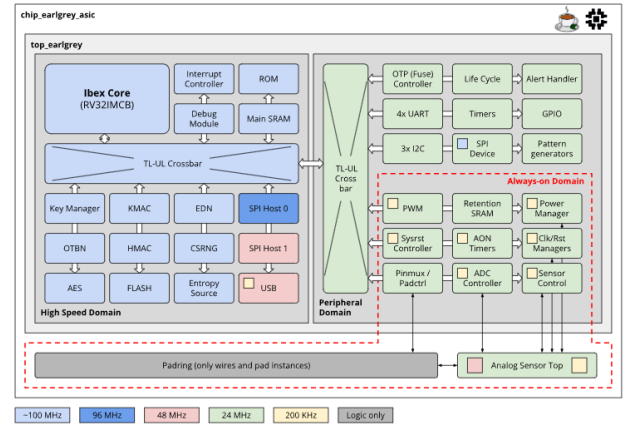 chip_earlgrey_asic
top_earlgrey
Ibex Core
(RV32IMCB)
Interrupt
Controller
ROM
Debug
Module
Main SRAM
TL-UL Crossbar
Key Manager
KMAC
EDN
SPI Host 0
OTBN
HMAC
CSRNG
SPI Host 1
AES
FLASH
Entropy
Source
USB
High Speed Domain
TL-UL
Cross
bar
OTP (Fuse)
Controller
Life Cycle
Alert Handler
4x UART
Timers
GPIO
3x I2C
SPI
Device
Pattern
generators
Always-on Domain
PWM
Retention
SRAM
Power
Manager
Sysrst
Controller
AON
Timers
Clk/Rst
Managers
Pinmux /
Padctrl
ADC
Controller
Sensor
Control
Peripheral
Domain
Padring (only wires and pad instances)
Analog Sensor Top
~100 MHz
96 MHz
48 MHz
24 MHz
200 KHz
Logic only